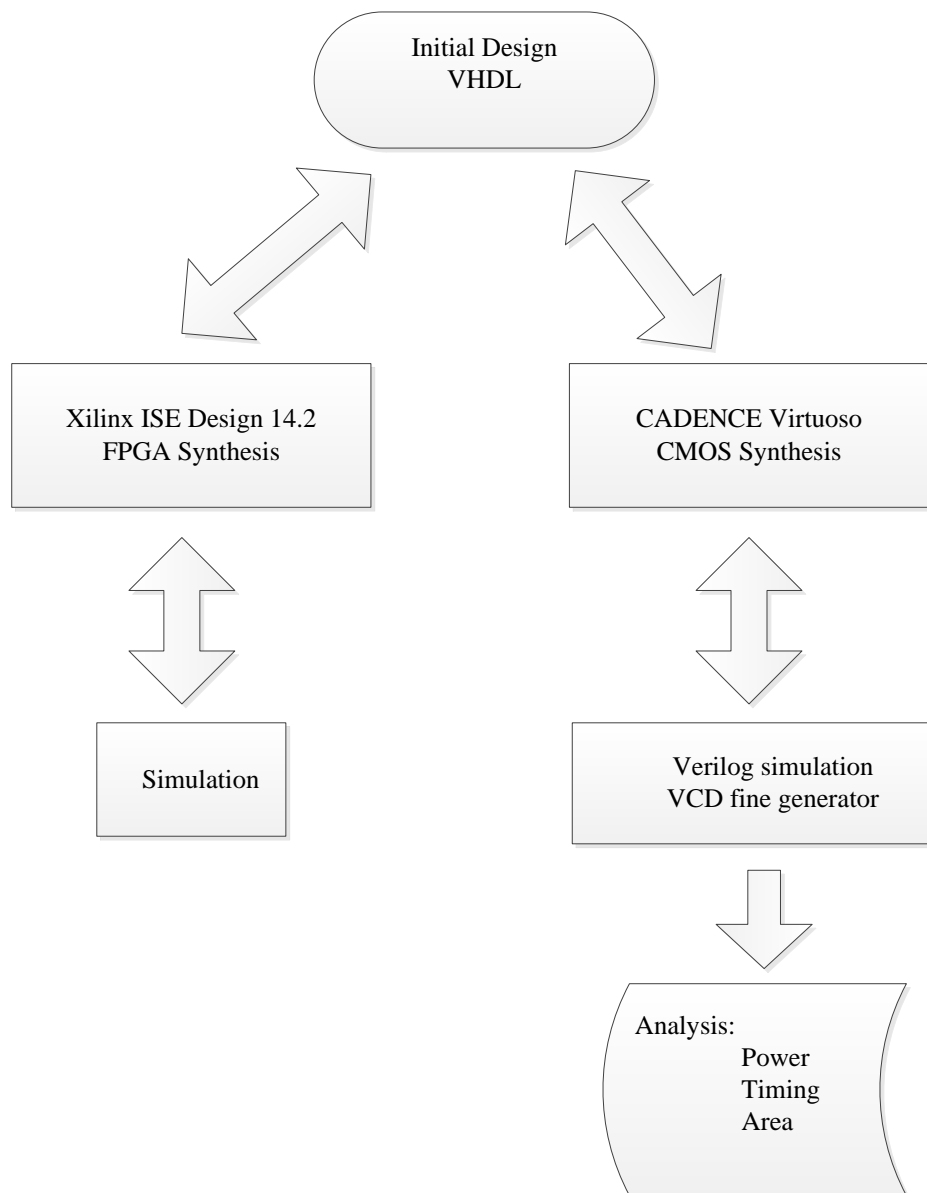 Initial Design
VHDL
Xilinx ISE Design 14.2
FPGA Synthesis
CADENCE Virtuoso
CMOS Synthesis
Simulation
Verilog simulation
VCD fine generator
Analysis:
Power
Timing
Area